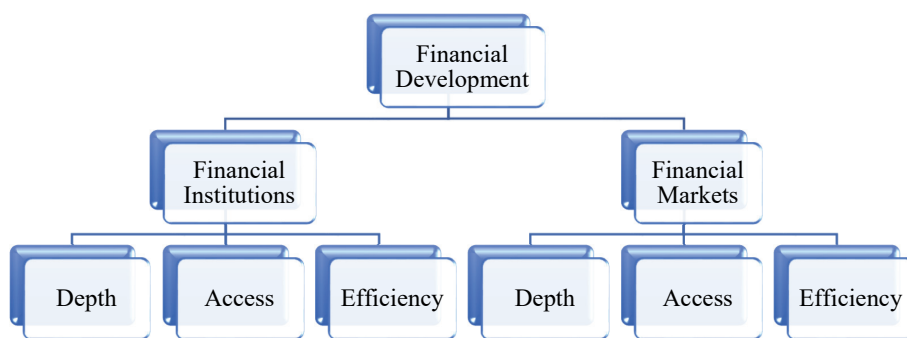 Financial
Development
Financial
Institutions
Financial
Markets
Depth
Access
Efficiency
Depth
Access
Efficiency